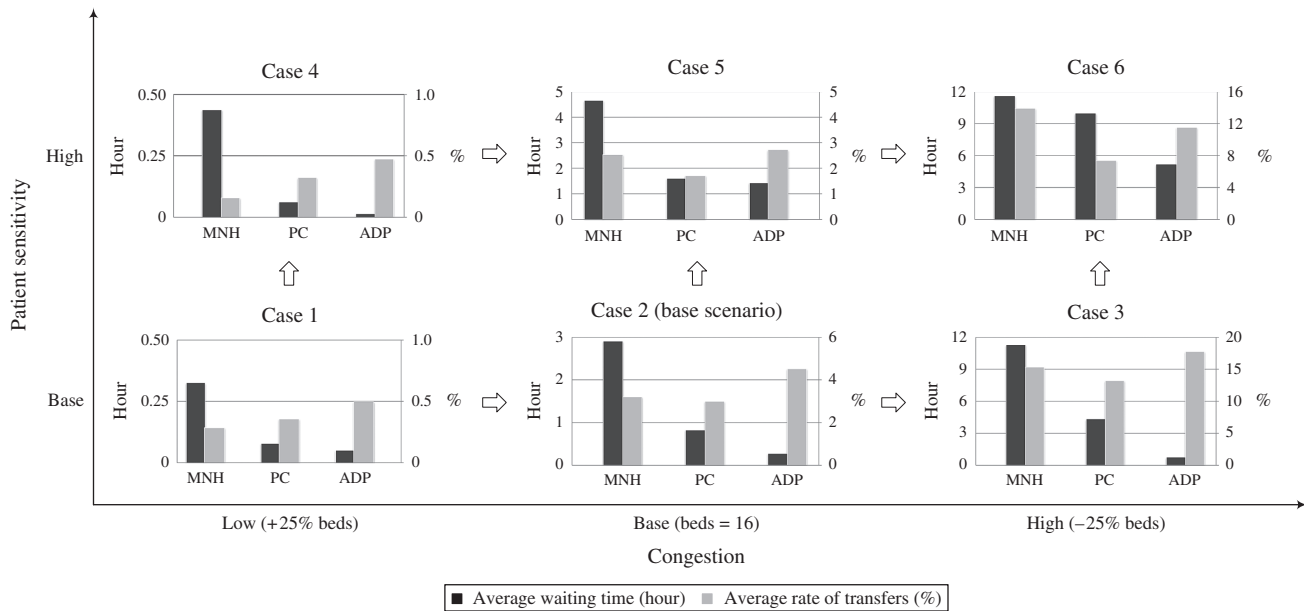 Case 4
0.50
0.25
0
Hour
1.0
0.5
0
%
MNH PC ADP
Case 5
5
4
3
2
1
0
Hour
5
4
3
2
1
0
%
MNH PC ADP
Case 6
12
9
6
3
0
Hour
16
12
8
4
0
%
MNH PC ADP
High
Patient sensitivity
Base
Case 1
0.50
0.25
0
Hour
1.0
0.5
0
%
MNH PC ADP
Case 2 (base scenario)
3
2
1
0
Hour
6
4
2
0
%
MNH PC ADP
Case 3
12
9
6
3
0
Hour
20
15
10
5
0
%
MNH PC ADP
Low (+25% beds)
Base (beds = 16)
High (–25% beds)
Congestion
Average waiting time (hour) Average rate of transfers (%)